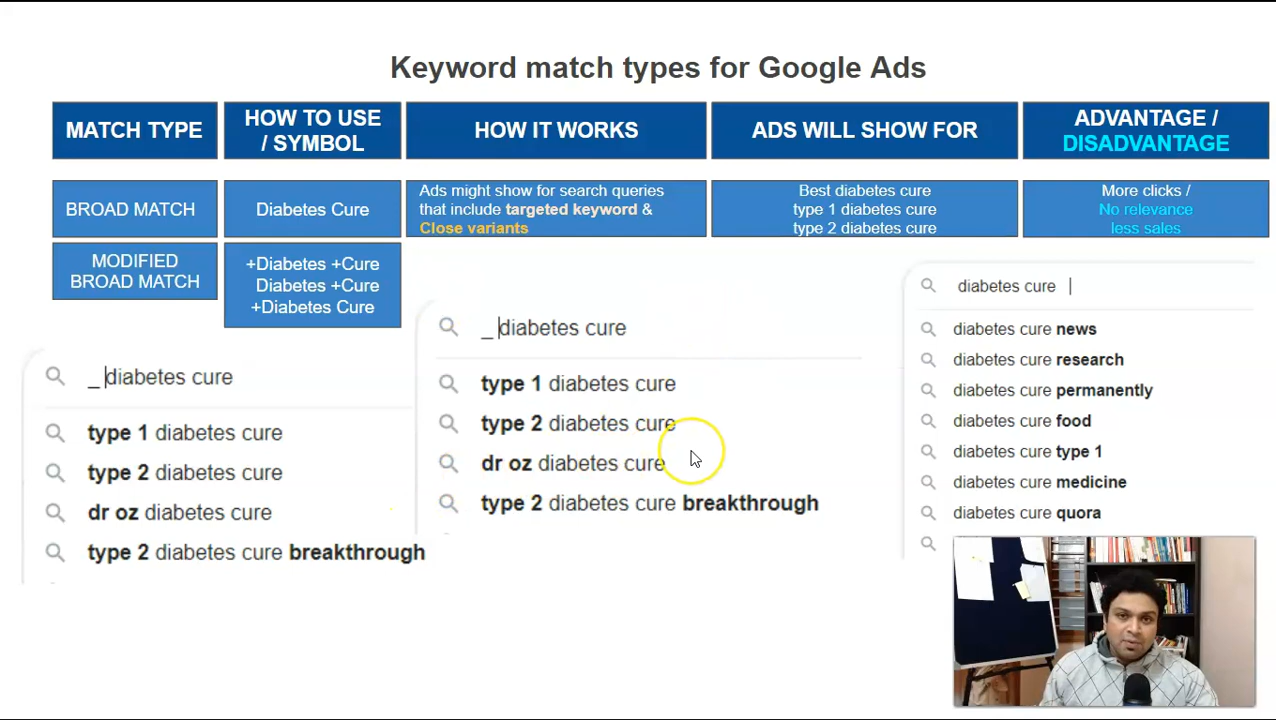 Keyword match types for Google Ads
MATCH TYPE
HOW TO USE
/ SYMBOL
HOW IT WORKS
ADS WILL SHOW FOR
ADVANTAGE /
DISADVANTAGE
BROAD MATCH
Diabetes Cure
Ads might show for search queries
that include targeted keyword &
Close variants
Best diabetes cure
type 1 diabetes cure
type 2 diabetes cure
More clicks /
No relevance
less sales
MODIFIED
BROAD MATCH
+Diabetes +Cure
Diabetes +Cure
+Diabetes Cure
_ diabetes cure
type 1 diabetes cure
type 2 diabetes cure
dr oz diabetes cure
type 2 diabetes cure breakthrough
_ diabetes cure
type 1 diabetes cure
type 2 diabetes cure
dr oz diabetes cure
type 2 diabetes cure breakthrough
diabetes cure
diabetes cure news
diabetes cure research
diabetes cure permanently
diabetes cure food
diabetes cure type 1
diabetes cure medicine
diabetes cure quora